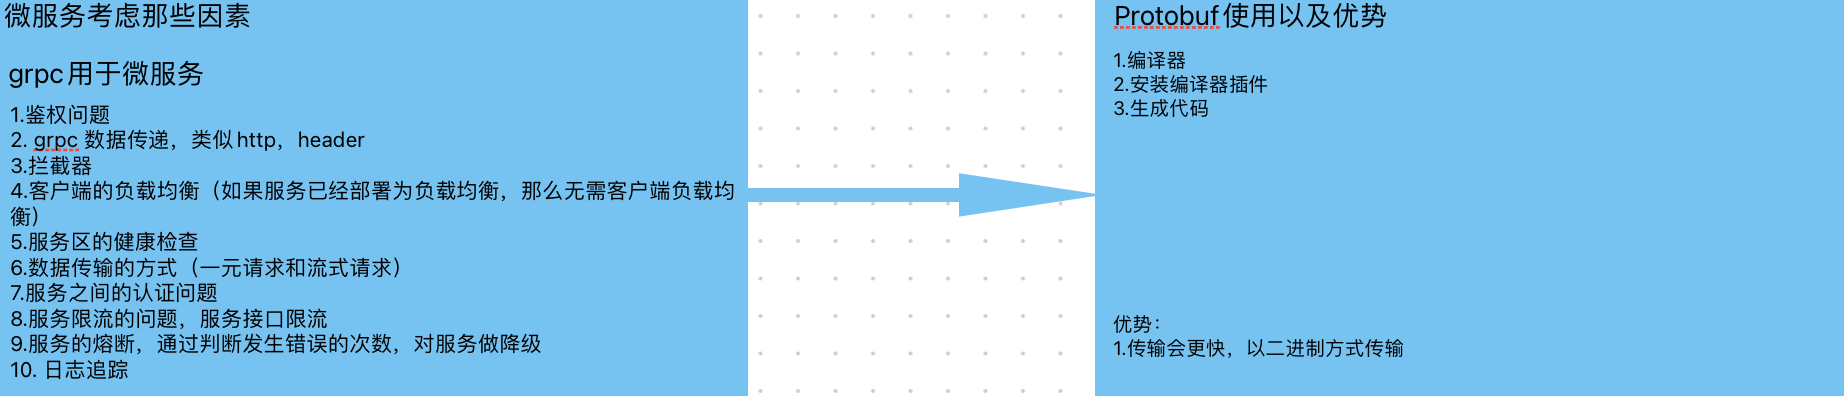 微服务考虑那些因素
grpc用于微服务
1.鉴权问题
2. grpc 数据传递，类似http，header
3.拦截器
4.客户端的负载均衡（如果服务已经部署为负载均衡，那么无需客户端负载均
衡）
5.服务区的健康检查
6.数据传输的方式（一元请求和流式请求）
7.服务之间的认证问题
8.服务限流的问题，服务接口限流
9.服务的熔断，通过判断发生错误的次数，对服务做降级
10. 日志追踪
Protobuf使用以及优势
1.编译器
2.安装编译器插件
3.生成代码
优势：
1.传输会更快，以二进制方式传输